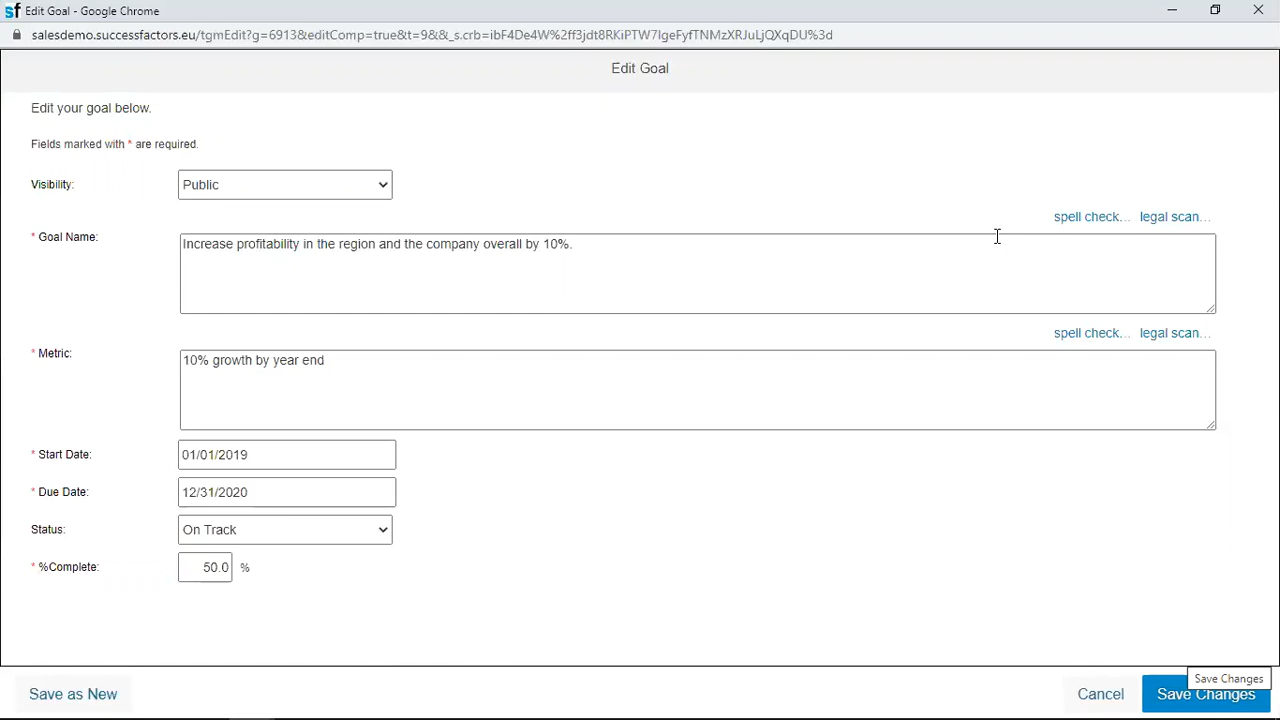 sf Edit Goal - Google Chrome
salesdemo.successfactors.eu/tgmEdit?g=6913&editComp=true&t=9&&_s.crb=ibF4De4W%2ff3jdt8RKiPTW7IgeFyfTNMzXRJuLjQXqDU%3d
Edit Goal
Edit your goal below.
Fields marked with * are required.
Visibility: Public
spell check... legal scan...
* Goal Name: Increase profitability in the region and the company overall by 10%.
spell check... legal scan...
* Metric: 10% growth by year end
* Start Date: 01/01/2019
* Due Date: 12/31/2020
Status: On Track
* %Complete: 50.0 %
Save Changes
Save as New Cancel Save Changes